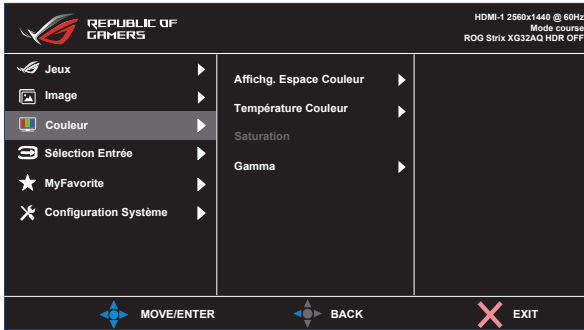 REPUBLIC OF
GAMERS
HDMI-1 2560x1440 @ 60Hz
Mode course
ROG Strix XG32AQ HDR OFF
Jeux
Image
Couleur
Sélection Entrée
MyFavorite
Configuration Système
Affichg. Espace Couleur
Température Couleur
Saturation
Gamma
MOVE/ENTER
BACK
EXIT